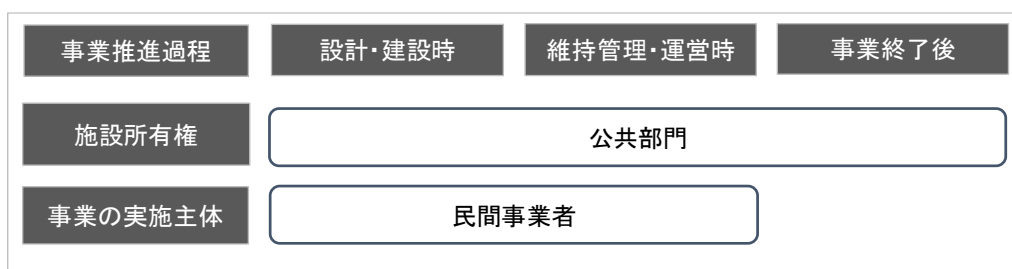 事業推進過程 設計・建設時 維持管理・運営時 事業終了後
施設所有権 公共部門
事業の実施主体 民間事業者